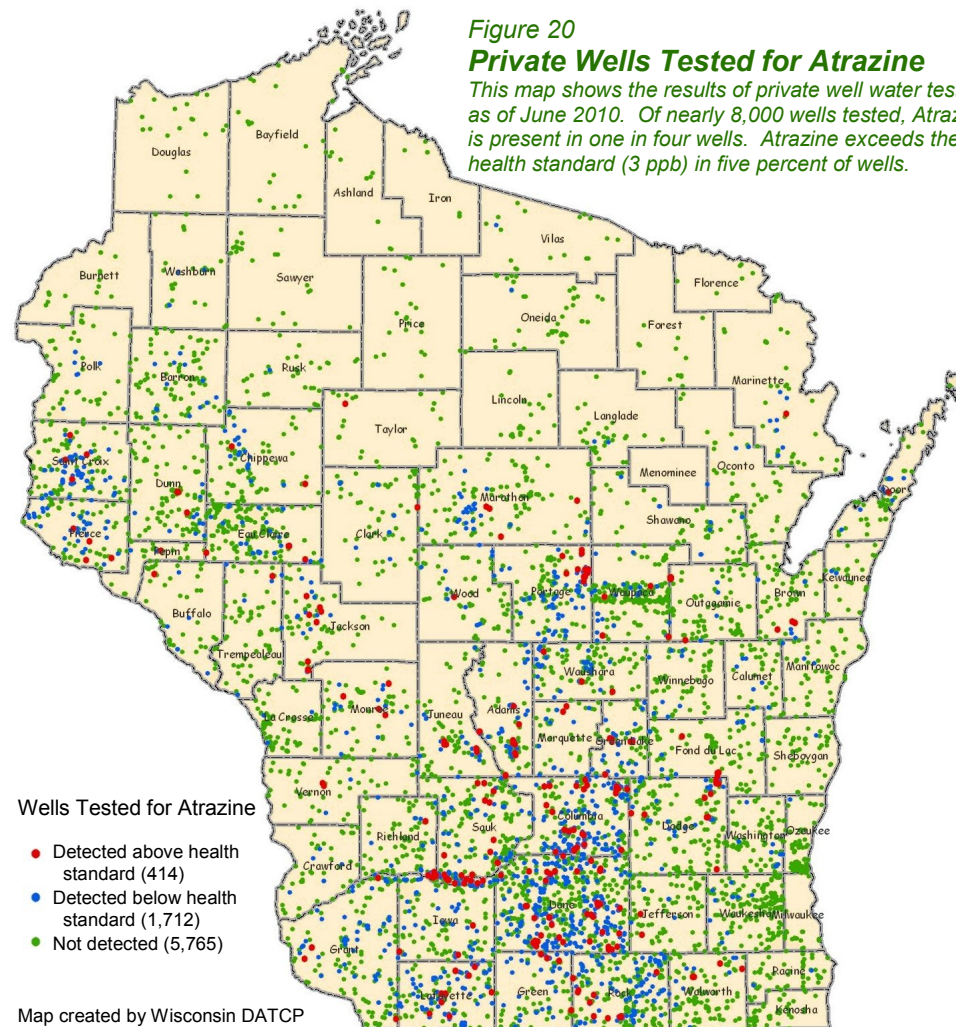 Figure 20
Private Wells Tested for Atrazine
This map shows the results of private well water tes
as of June 2010. Of nearly 8,000 wells tested, Atraz
is present in one in four wells. Atrazine exceeds the
health standard (3 ppb) in five percent of wells.
Douglas
Bayfield
Ashland
Iron
Vilas
Burnett
Washburn
Sawyer
Price
Oneida
Florence
Forest
Marinette
Polk
Barron
Rusk
Lincoln
Langlade
Taylor
Saint Croix
Chippewa
Dunn
Menominee
Oconto
Door
Marathon
Shawano
Clark
Eau Claire
Pierce
Pepin
Wood
Portage
Waupaca
Outagamie
Brown
Kewaunee
Buffalo
Trempealeau
Jackson
Waushara
Winnebago
Calumet
Manitowoc
La Crosse
Monroe
Juneau
Adams
Marquette
Green Lake
Fond du Lac
Sheboygan
Vernon
Wells Tested for Atrazine
Detected above health
standard (414)
Detected below health
standard (1,712)
Not detected (5,765)
Richland
Sauk
Columbia
Dodge
Washington
Ozaukee
Crawford
Iowa
Dane
Jefferson
Waukesha
Milwaukee
Grant
Lafayette
Green
Rock
Walworth
Racine
Kenosha
Map created by Wisconsin DATCP